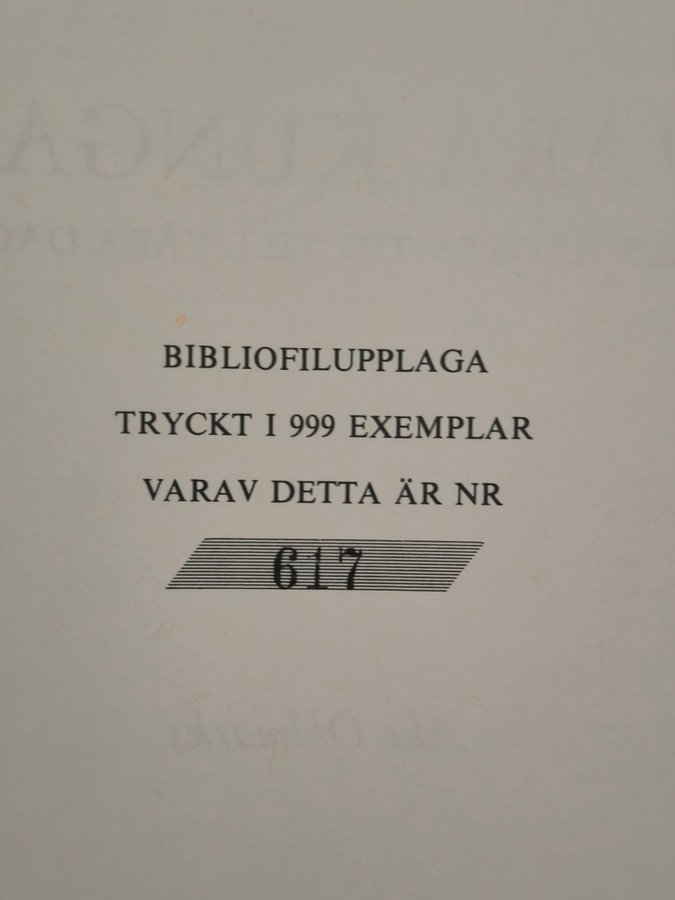 BIBLIOFILUPPLAGA
TRYCKT I 999 EXEMPLAR
VARAV DETTA ÄR NR
617